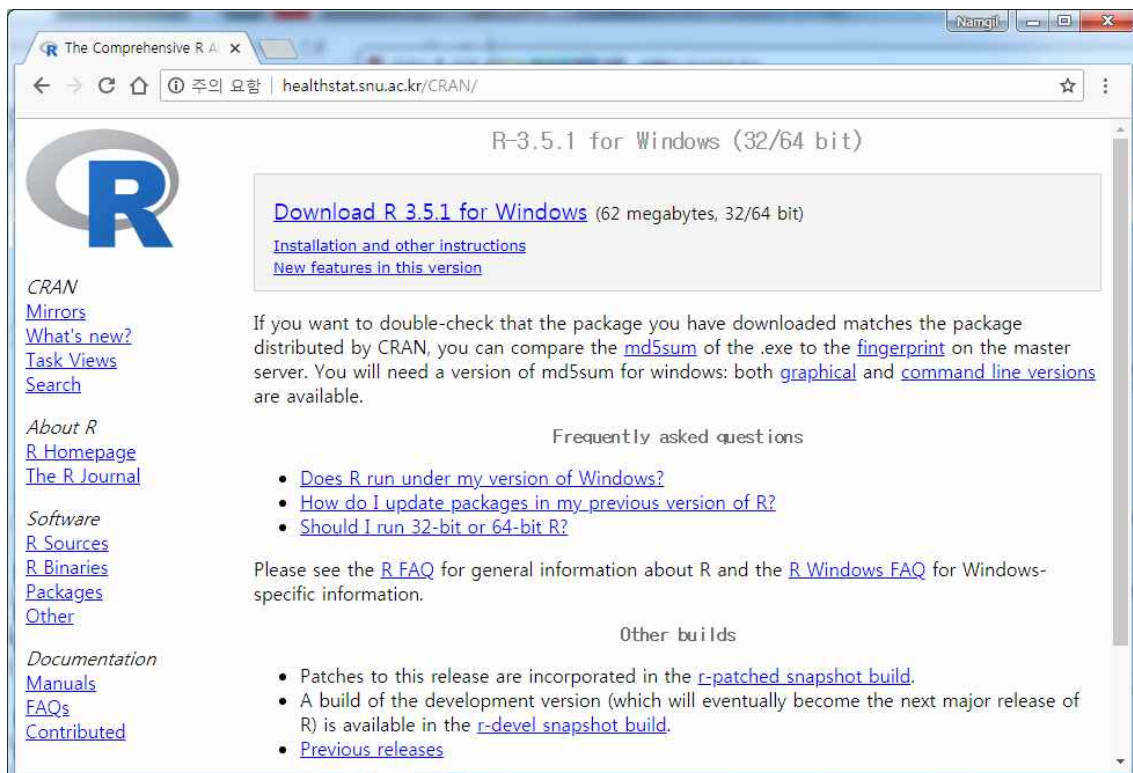 Namgil
The Comprehensive R A
주의 요함 | healthstat.snu.ac.kr/CRAN/
R
CRAN
Mirrors
What's new?
Task Views
Search
About R
R Homepage
The R Journal
Software
R Sources
R Binaries
Packages
Other
Documentation
Manuals
FAQs
Contributed
R-3.5.1 for Windows (32/64 bit)
Download R 3.5.1 for Windows (62 megabytes, 32/64 bit)
Installation and other instructions
New features in this version
If you want to double-check that the package you have downloaded matches the package
distributed by CRAN, you can compare the md5sum of the .exe to the fingerprint on the master
server. You will need a version of md5sum for windows: both graphical and command line versions
are available.
Frequently asked questions
• Does R run under my version of Windows?
• How do I update packages in my previous version of R?
• Should I run 32-bit or 64-bit R?
Please see the R FAQ for general information about R and the R Windows FAQ for Windows-
specific information.
Other builds
• Patches to this release are incorporated in the r-patched snapshot build.
• A build of the development version (which will eventually become the next major release of
R) is available in the r-devel snapshot build.
• Previous releases